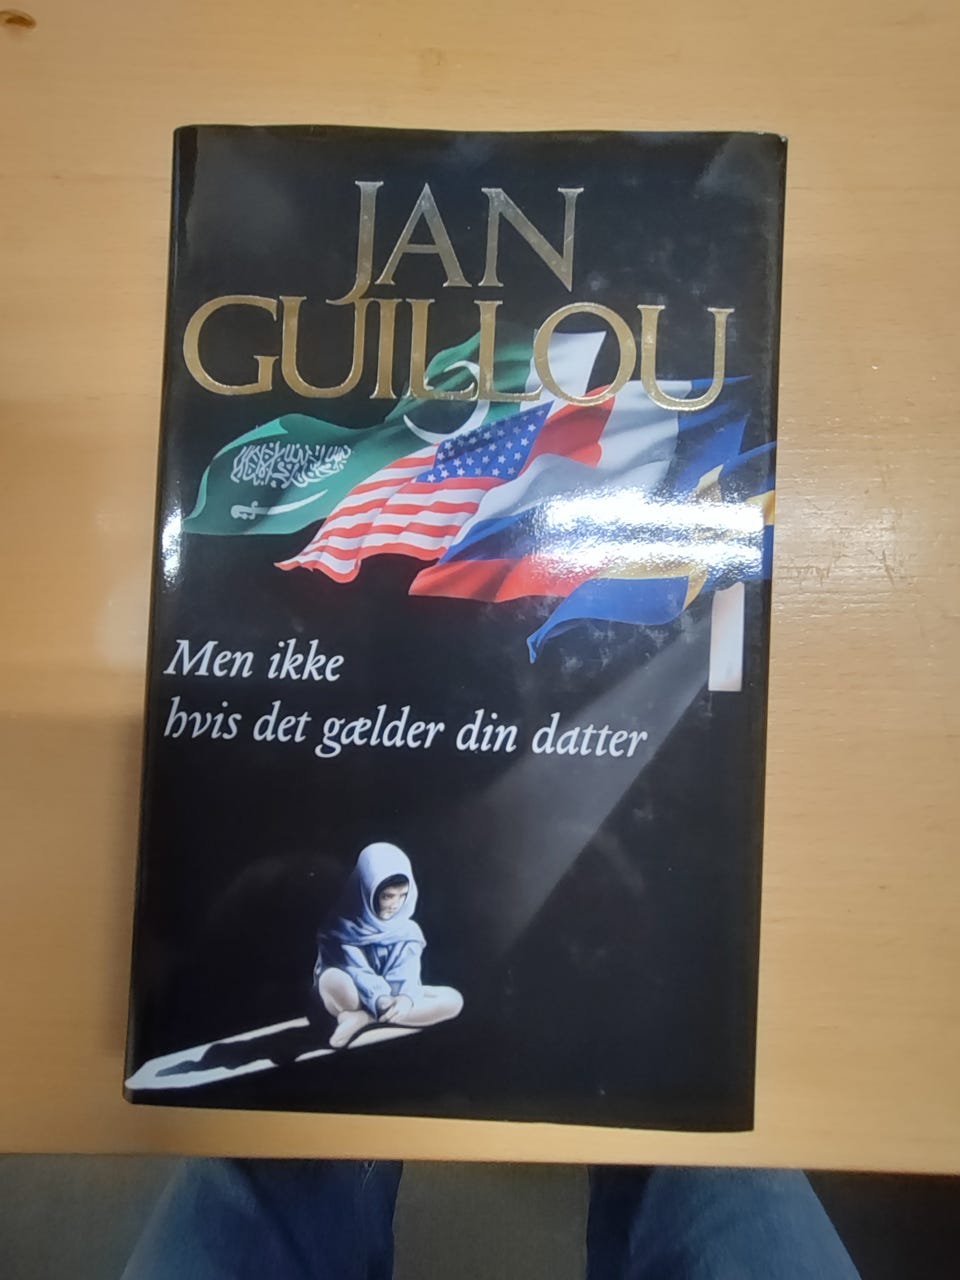 JAN
GUILLOU
Men ikke
hvis det gælder din datter